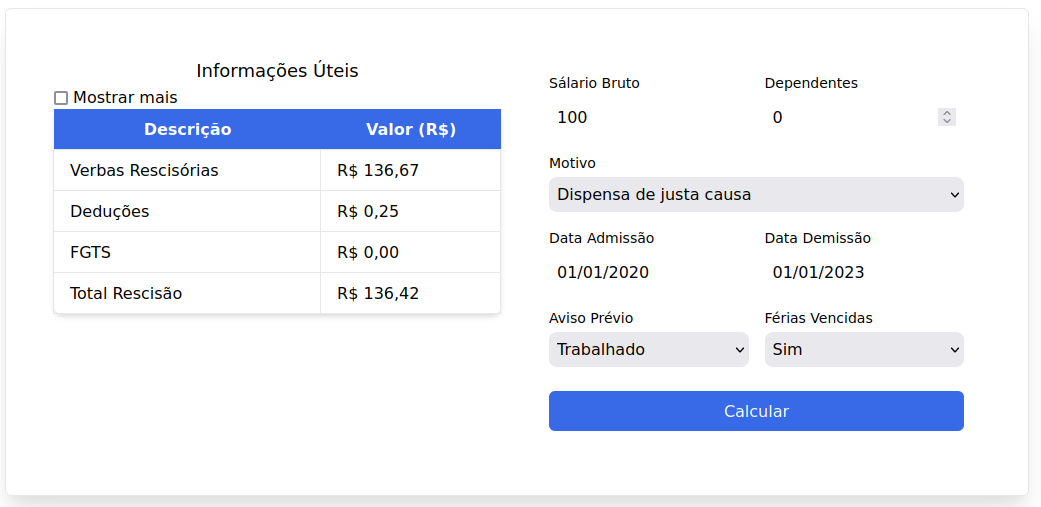 Informações Úteis
Mostrar mais
Descrição Valor (R$)
Verbas Rescisórias R$ 136,67
Deduções R$ 0,25
FGTS R$ 0,00
Total Rescisão R$ 136,42
Sálario Bruto Dependentes
100 0
Motivo
Dispensa de justa causa
Data Admissão Data Demissão
01/01/2020 01/01/2023
Aviso Prévio Férias Vencidas
Trabalhado Sim
Calcular